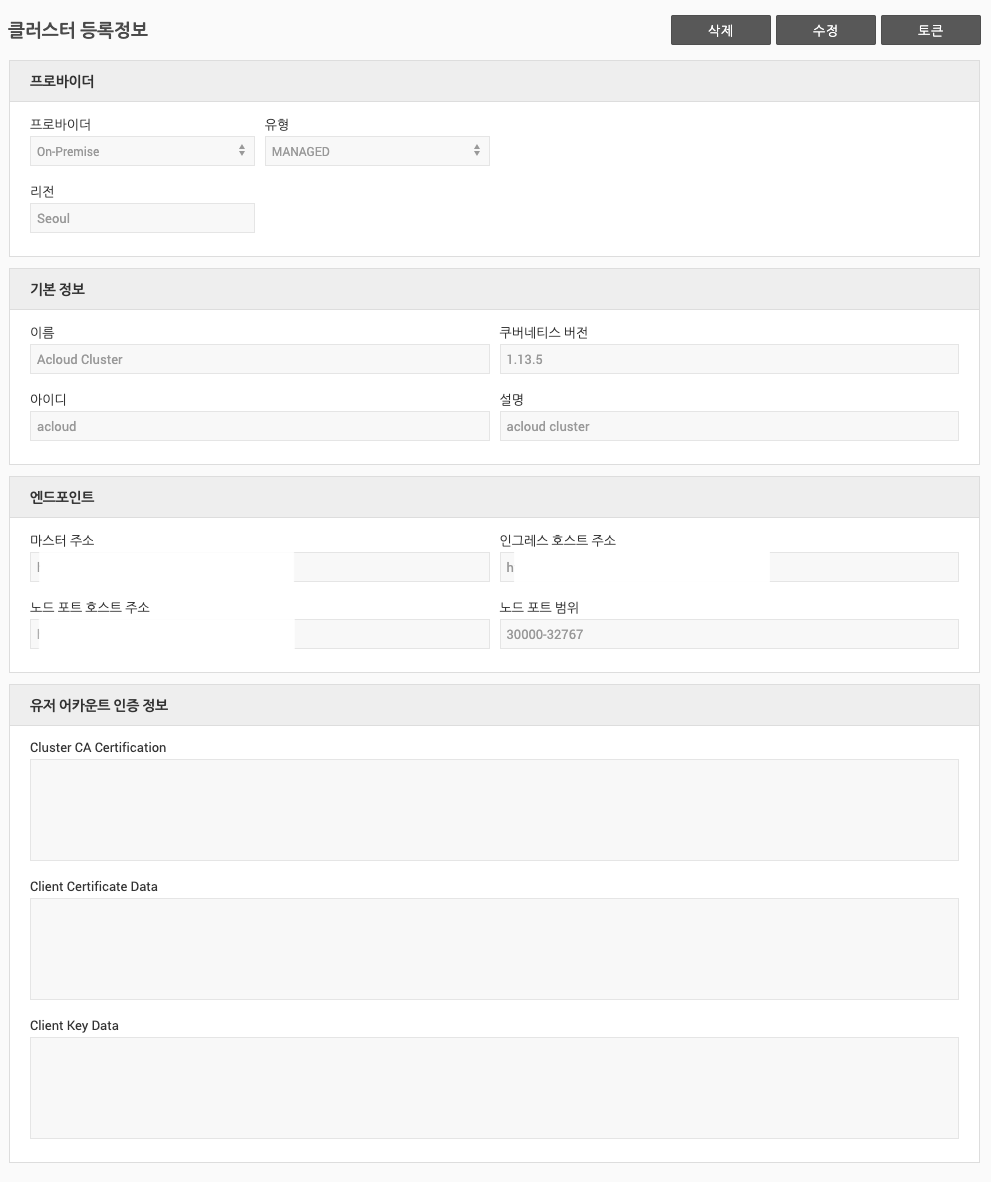 클러스터 등록정보
삭제 수정 토큰
프로바이더
프로바이더 유형
On-Premise MANAGED
리전
Seoul
기본 정보
이름 쿠버네티스 버전
Acloud Cluster 1.13.5
아이디 설명
acloud acloud cluster
엔드포인트
마스터 주소 인그레스 호스트 주소
h
노드 포트 호스트 주소 노드 포트 범위
30000-32767
유저 어카운트 인증 정보
Cluster CA Certification
Client Certificate Data
Client Key Data